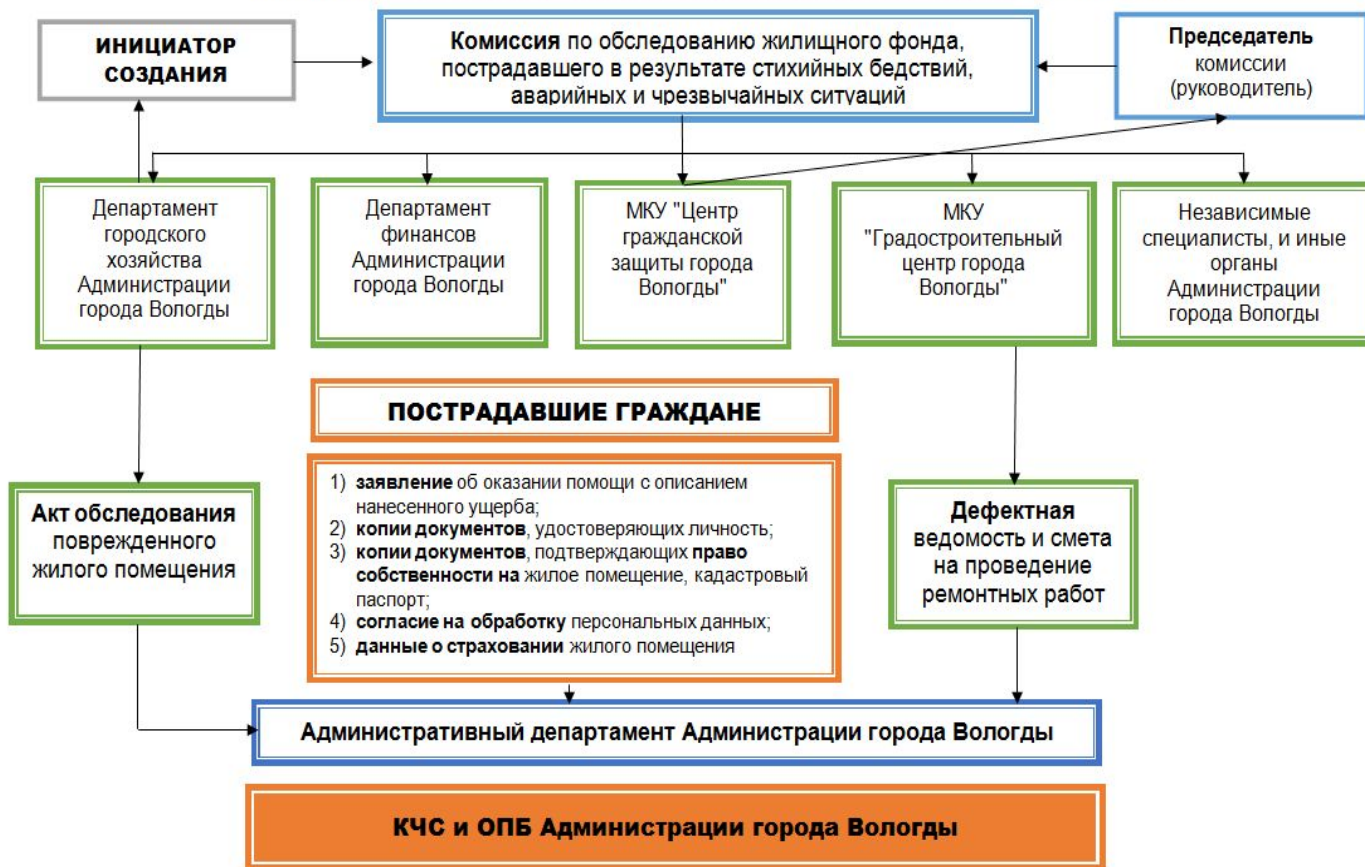 ИНИЦИАТОР
СОЗДАНИЯ
Комиссия по обследованию жилищного фонда,
пострадавшего в результате стихийных бедствий,
аварийных и чрезвычайных ситуаций
Председатель
комиссии
(руководитель)
Департамент
городского
хозяйства
Администрации
города Вологды
Департамент
финансов
Администрации
города Вологды
МКУ "Центр
гражданской
защиты города
Вологды"
МКУ
"Градостроительный
центр города
Вологды"
Независимые
специалисты, и иные
органы
Администрации
города Вологды
ПОСТРАДАВШИЕ ГРАЖДАНЕ
1) заявление об оказании помощи с описанием
нанесенного ущерба;
2) копии документов, удостоверяющих личность;
3) копии документов, подтверждающих право
собственности на жилое помещение, кадастровый
паспорт;
4) согласие на обработку персональных данных;
5) данные о страховании жилого помещения
Акт обследования
поврежденного
жилого помещения
Дефектная
ведомость и смета
на проведение
ремонтных работ
Административный департамент Администрации города Вологды
КЧС и ОПБ Администрации города Вологды